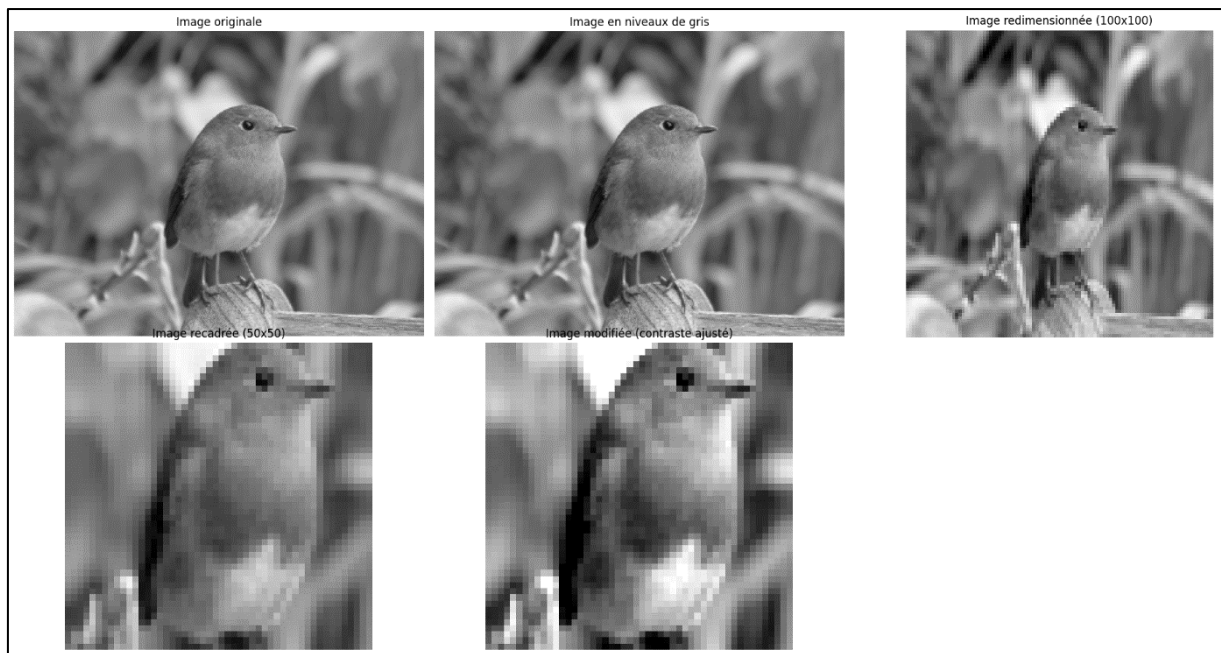 Image originale
Image en niveaux de gris
Image redimensionnée (100x100)
Image recadrée (50x50)
Image modifiée (contraste ajusté)